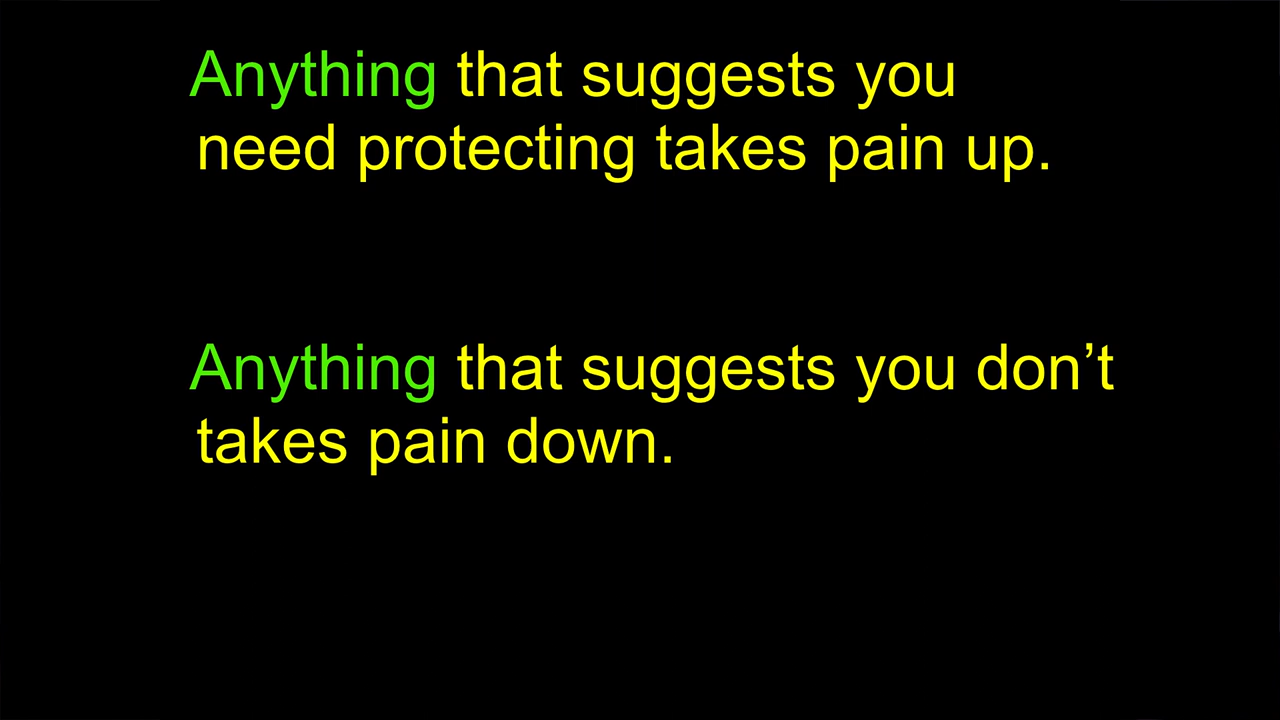 Anything that suggests you
need protecting takes pain up.
Anything that suggests you don’t
takes pain down.